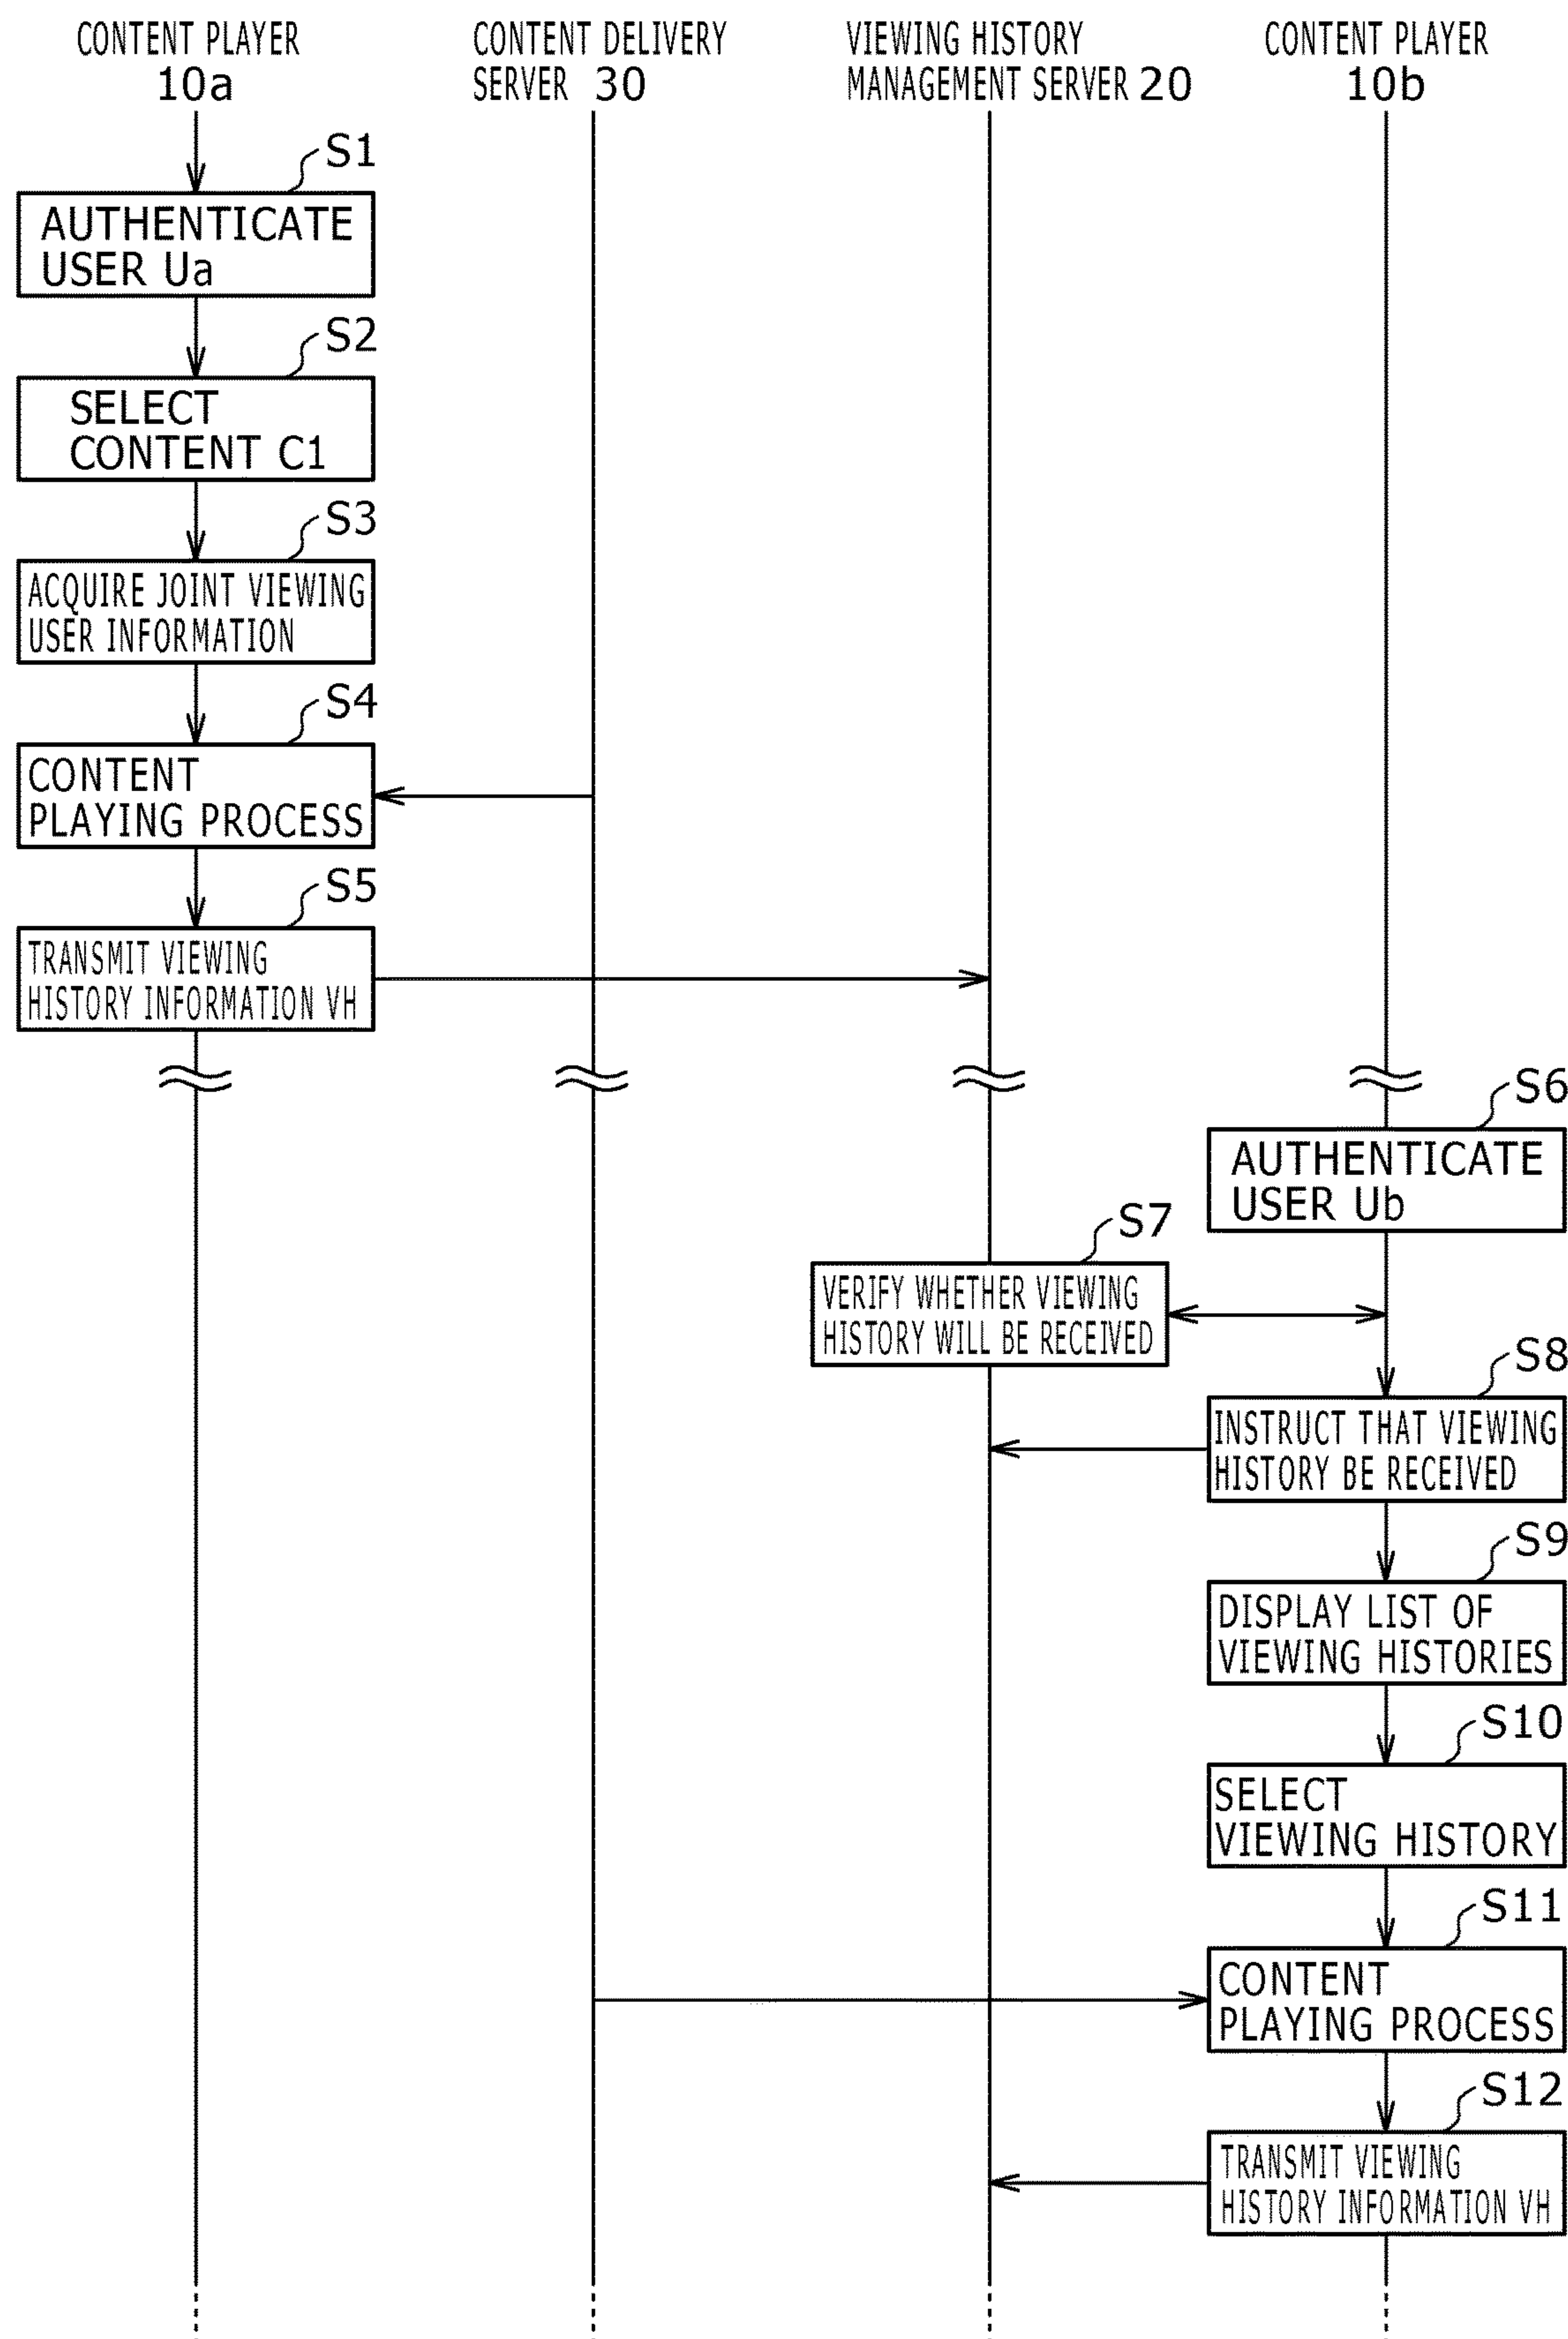 CONTENT PLAYER
10a
CONTENT DELIVERY
SERVER 30
VIEWING HISTORY
MANAGEMENT SERVER 20
CONTENT PLAYER
10b
S1
AUTHENTICATE
USER Ua
S2
SELECT
CONTENT C1
S3
ACQUIRE JOINT VIEWING
USER INFORMATION
S4
CONTENT
PLAYING PROCESS
S5
TRANSMIT VIEWING
HISTORY INFORMATION VH
S6
AUTHENTICATE
USER Ub
S7
VERIFY WHETHER VIEWING
HISTORY WILL BE RECEIVED
S8
INSTRUCT THAT VIEWING
HISTORY BE RECEIVED
S9
DISPLAY LIST OF
VIEWING HISTORIES
S10
SELECT
VIEWING HISTORY
S11
CONTENT
PLAYING PROCESS
S12
TRANSMIT VIEWING
HISTORY INFORMATION VH